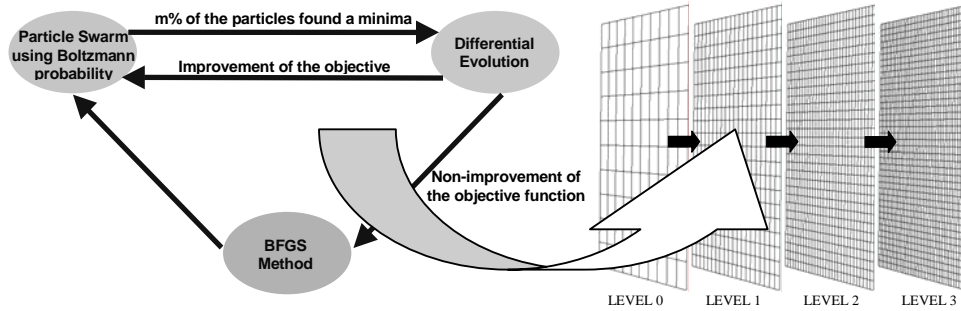 m% of the particles found a minima
Particle Swarm
using Boltzmann
probability
Differential
Evolution
Improvement of the objective
Non-improvement of
the objective function
BFGS
Method
LEVEL 0
LEVEL 1
LEVEL 2
LEVEL 3